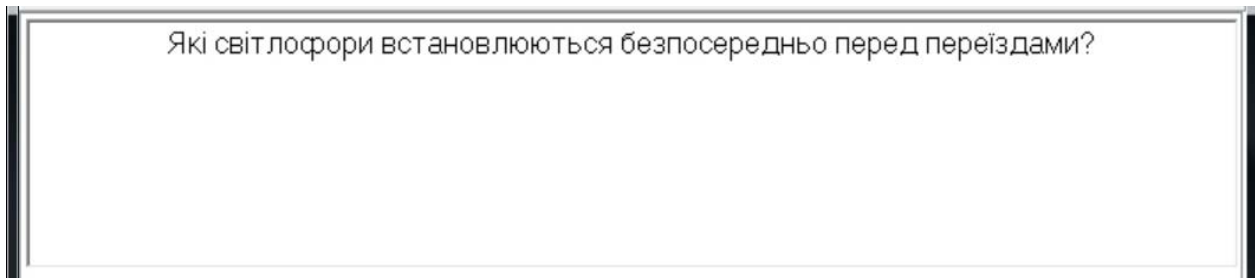 Які світлофори встановлюються безпосередньо перед переїздами?